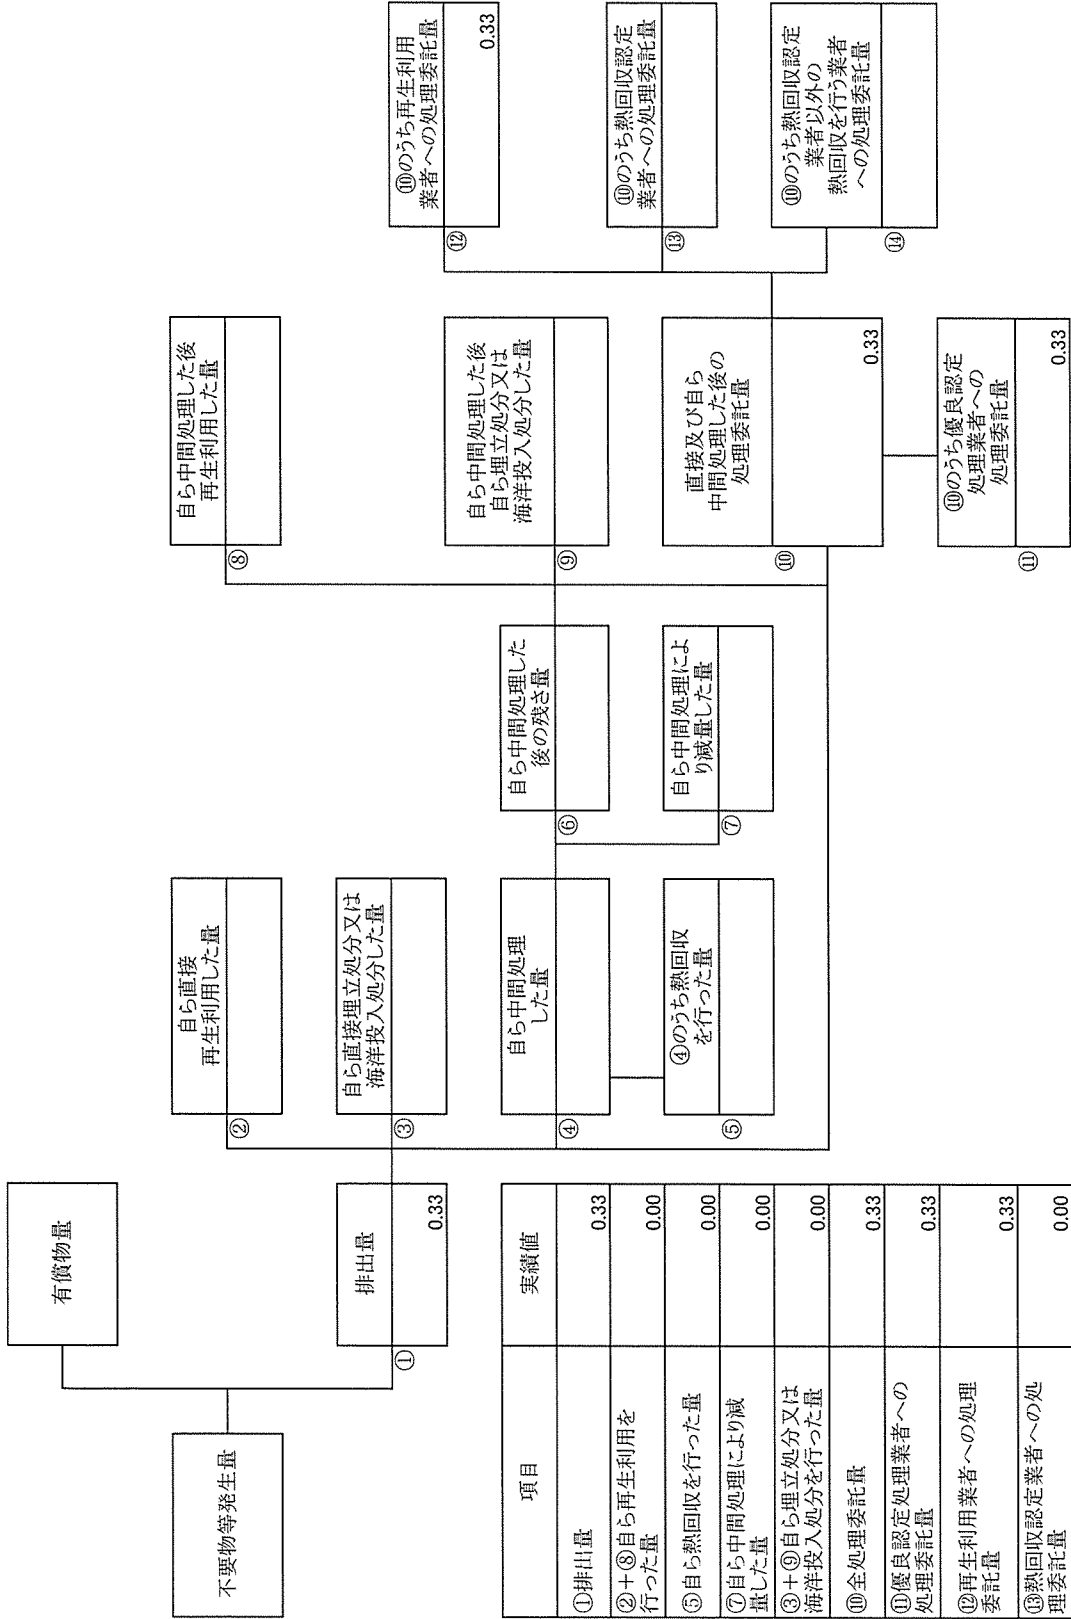 不要物等発生量
有償物量
①
排出量
0.33
②
自ら直接
再生利用した量
③
自ら直接埋立処分又は
海洋投入処分した量
④
自ら中間処理
した量
⑤
④のうち熱回収
を行った量
⑥
自ら中間処理した
後の残さ量
⑦
自ら中間処理によ
り減量した量
⑧
自ら中間処理した後
再生利用した量
⑨
自ら中間処理した後
自ら埋立処分又は
海洋投入処分した量
⑩
直接及び自ら
中間処理した後の
処理委託量
0.33
⑪
⑩のうち優良認定
処理業者への
処理委託量
0.33
⑫
⑩のうち再生利用
業者への処理委託量
0.33
⑬
⑩のうち熱回収認定
業者への処理委託量
⑭
⑩のうち熱回収認定
業者以外の
熱回収を行う業者
への処理委託量
項目
実績値
①排出量
0.33
②+⑧自ら再生利用を
行った量
0.00
⑤自ら熱回収を行った量
0.00
⑦自ら中間処理により減
量した量
0.00
③+⑨自ら埋立処分又は
海洋投入処分を行った量
0.00
⑩全処理委託量
0.33
⑪優良認定処理業者への
処理委託量
0.33
⑫再生利用業者への処理
委託量
0.33
⑬熱回収認定業者への処
理委託量
0.00